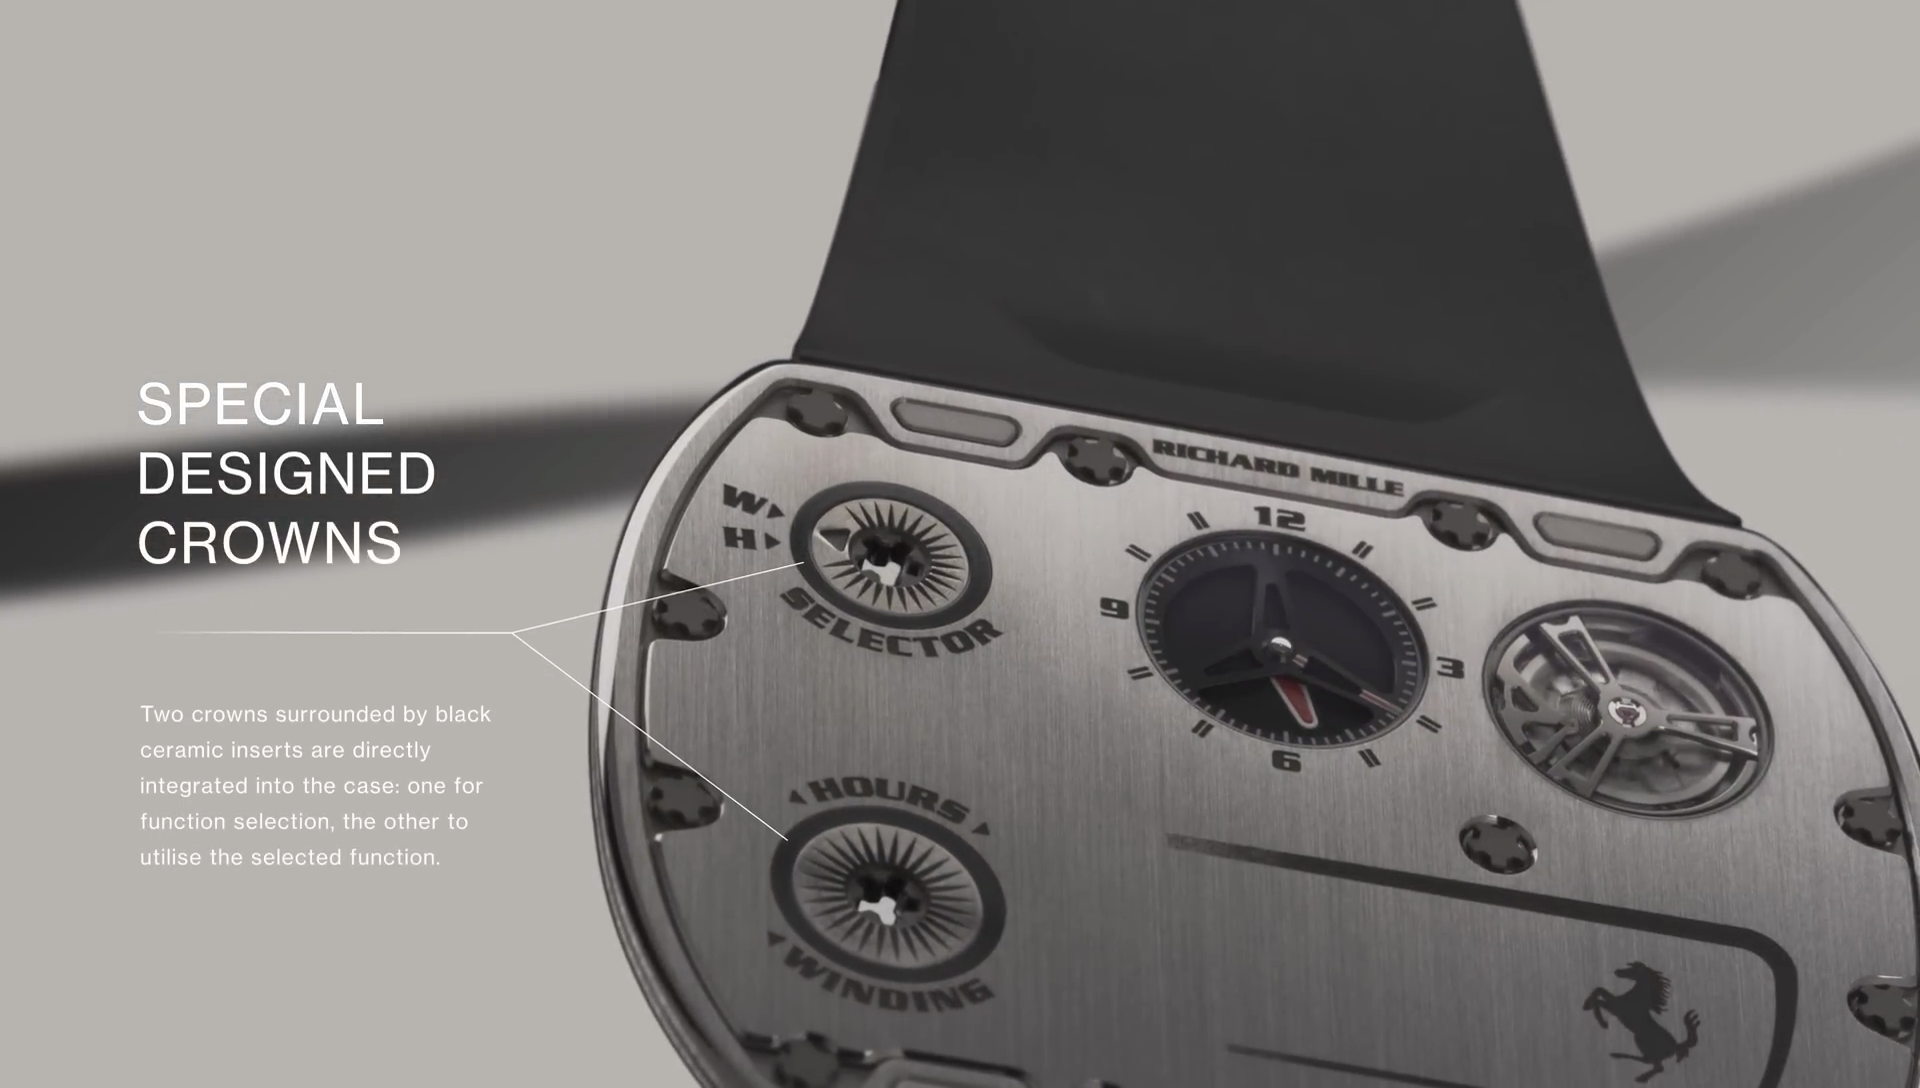 SPECIAL
DESIGNED
CROWNS
Two crowns surrounded by black
ceramic inserts are directly
integrated into the case: one for
function selection, the other to
utilise the selected function.
RICHARD MILLE
W
H
SELECTOR
12
9
3
6
HOURS
WINDING